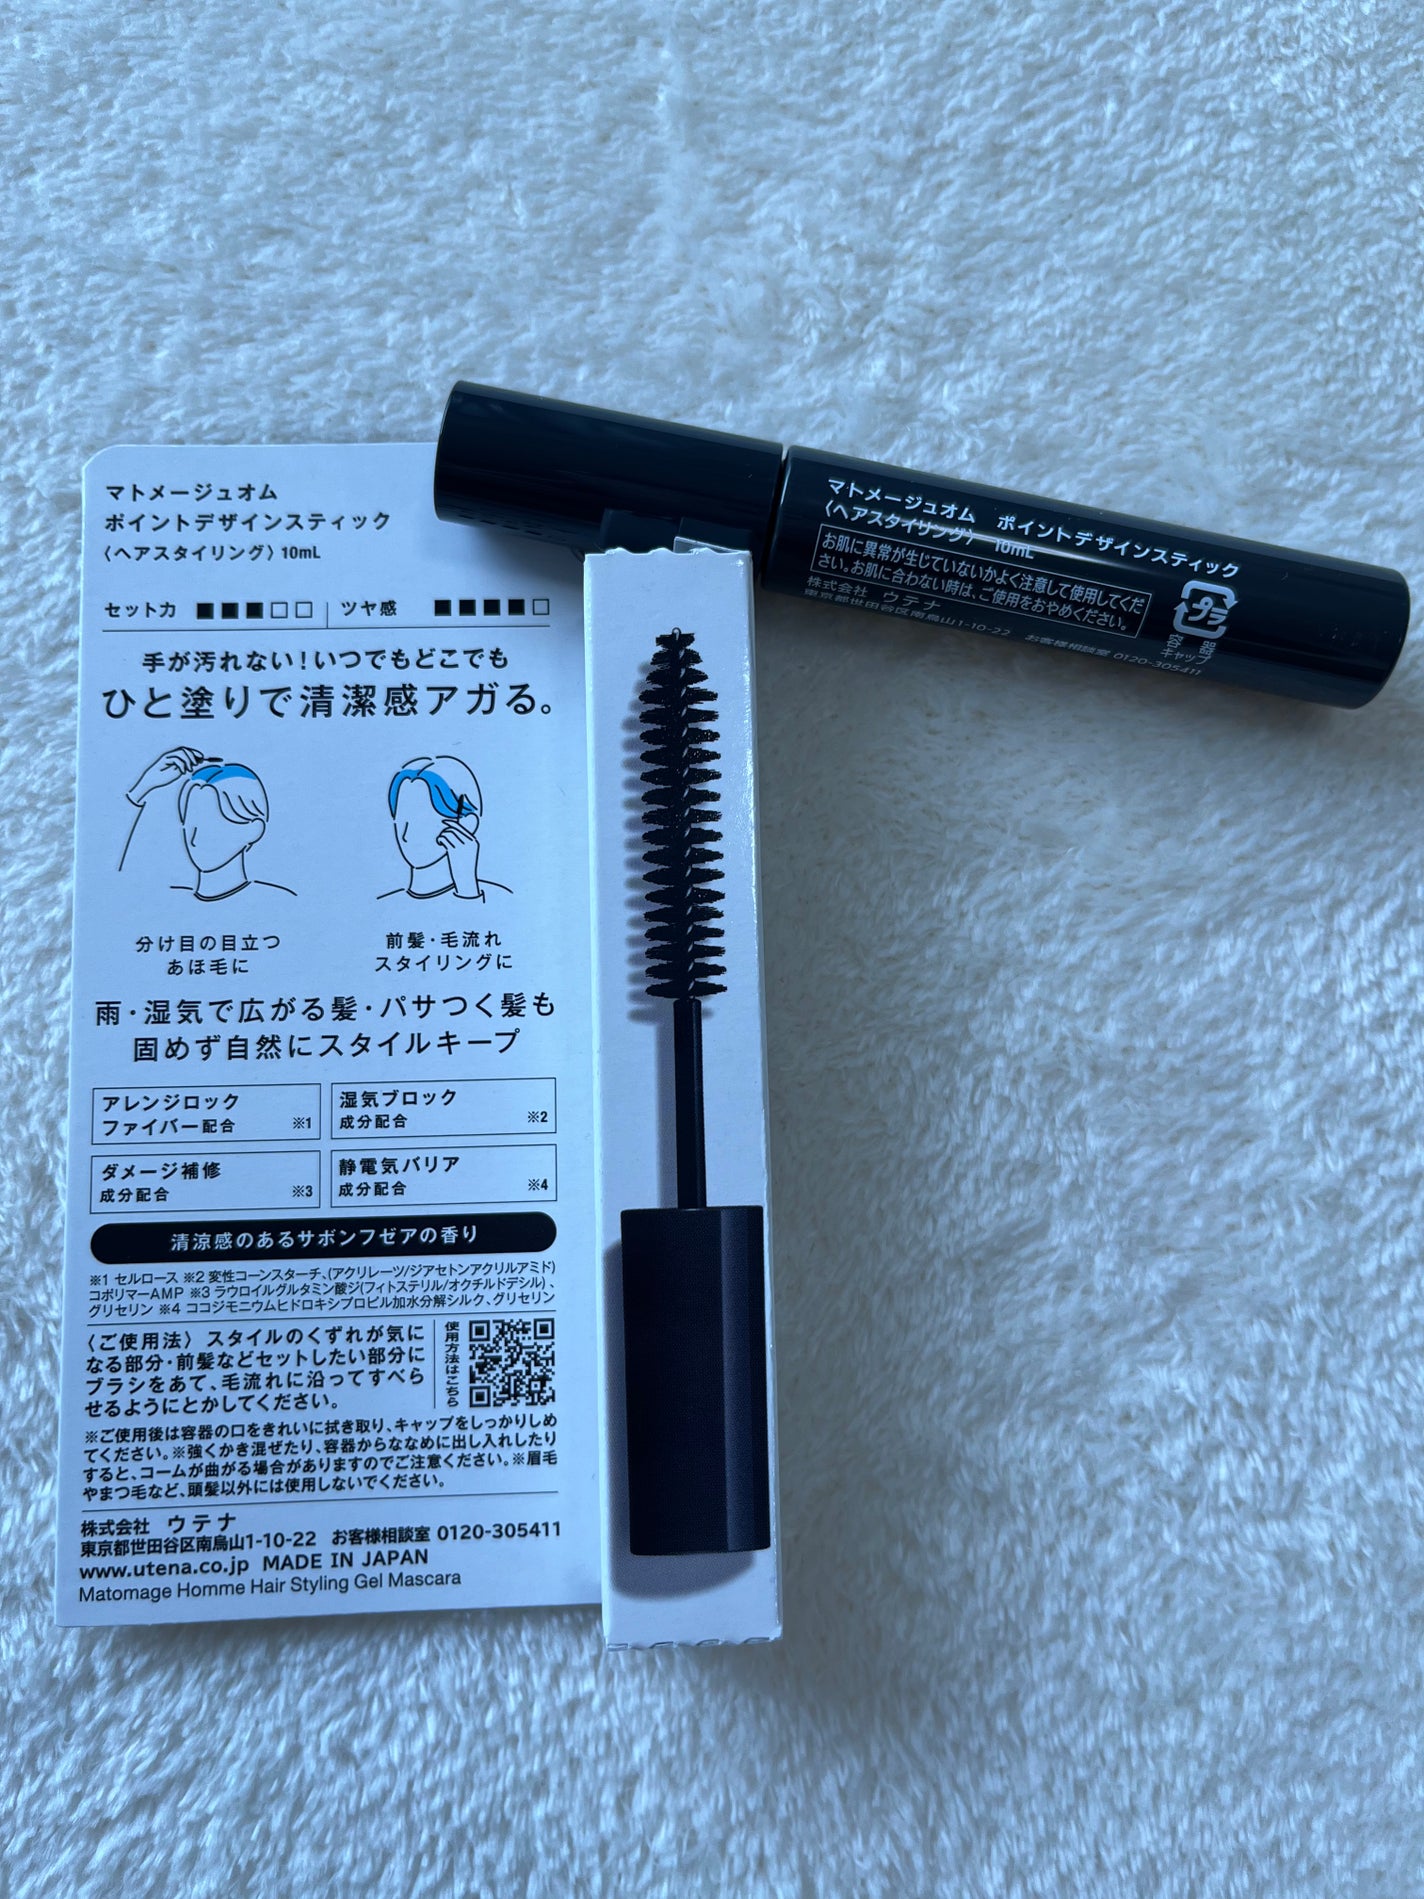 マトメージュオム
ポイントデザインスティック
〈ヘアスタイリング〉10mL
セット力 ■■■□□ ツヤ感 ■■■■□
手が汚れない！いつでもどこでも
ひと塗りで清潔感アガる。
分け目の目立つ
あほ毛に
前髪・毛流れ
スタイリングに
雨・湿気で広がる髪・パサつく髪も
固めず自然にスタイルキープ
アレンジロック
ファイバー配合 ※1
湿気ブロック
成分配合 ※2
ダメージ補修
成分配合 ※3
静電気バリア
成分配合 ※4
清涼感のあるサボンフゼアの香り
※1 セルロース ※2 変性コーンスターチ、(アクリレーツ/ジアセトンアクリルアミド)
コポリマーAMP ※3 ラウロイルグルタミン酸ジ(フィトステリル/オクチルドデシル)、
グリセリン ※4 ココジモニウムヒドロキシプロピル加水分解シルク、グリセリン
〈ご使用法〉スタイルのくずれが気に
なる部分・前髪などセットしたい部分に
ブラシをあて、毛流れに沿ってすべら
せるようにとかしてください。
使用方法はこちら
※ご使用後は容器の口をきれいに拭き取り、キャップをしっかりしめ
てください。※強くかき混ぜたり、容器からななめに出し入れしたり
すると、コームが曲がる場合がありますのでご注意ください。※眉毛
やまつ毛など、頭髪以外には使用しないでください。
株式会社 ウテナ
東京都世田谷区南烏山1-10-22 お客様相談室 0120-305411
www.utena.co.jp MADE IN JAPAN
Matomage Homme Hair Styling Gel Mascara
マトメージュオム ポイントデザインスティック
〈ヘアスタイリング〉 10mL
お肌に異常が生じていないかよく注意して使用してくだ
さい。お肌に合わない時は、ご使用をおやめください。
株式会社 ウテナ
東京都世田谷区南烏山1-10-22 お客様相談室 0120-305411
プラ
容器
キャップ